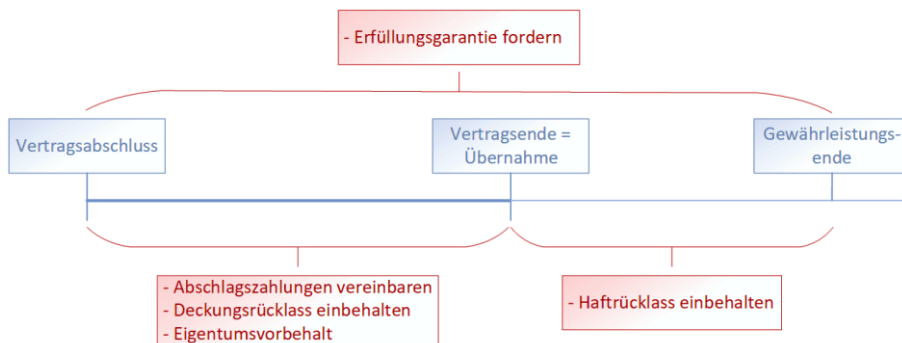 - Erfüllungsgarantie fordern
Vertragsabschluss
Vertragsende =
Übernahme
Gewährleistungs-
ende
- Abschlagszahlungen vereinbaren
- Deckungsrücklass einbehalten
- Eigentumsvorbehalt
- Haftrücklass einbehalten